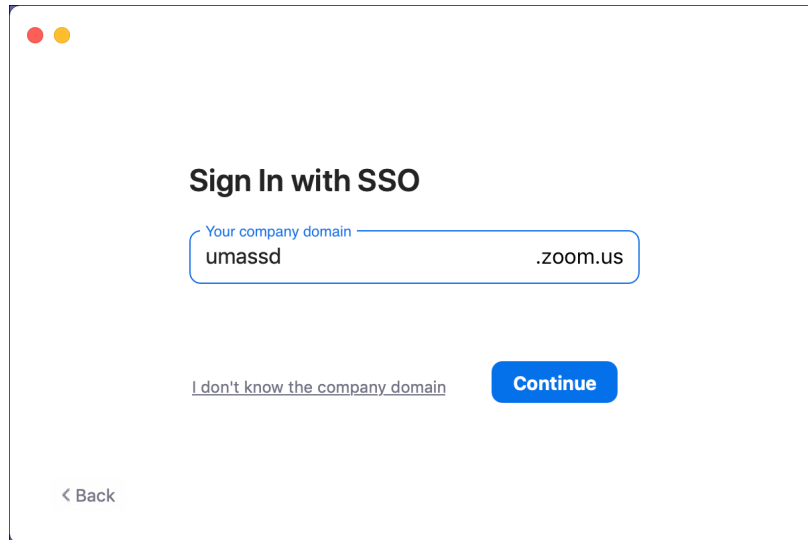 Sign In with SSO
Your company domain
umassd .zoom.us
I don't know the company domain
Continue
Back